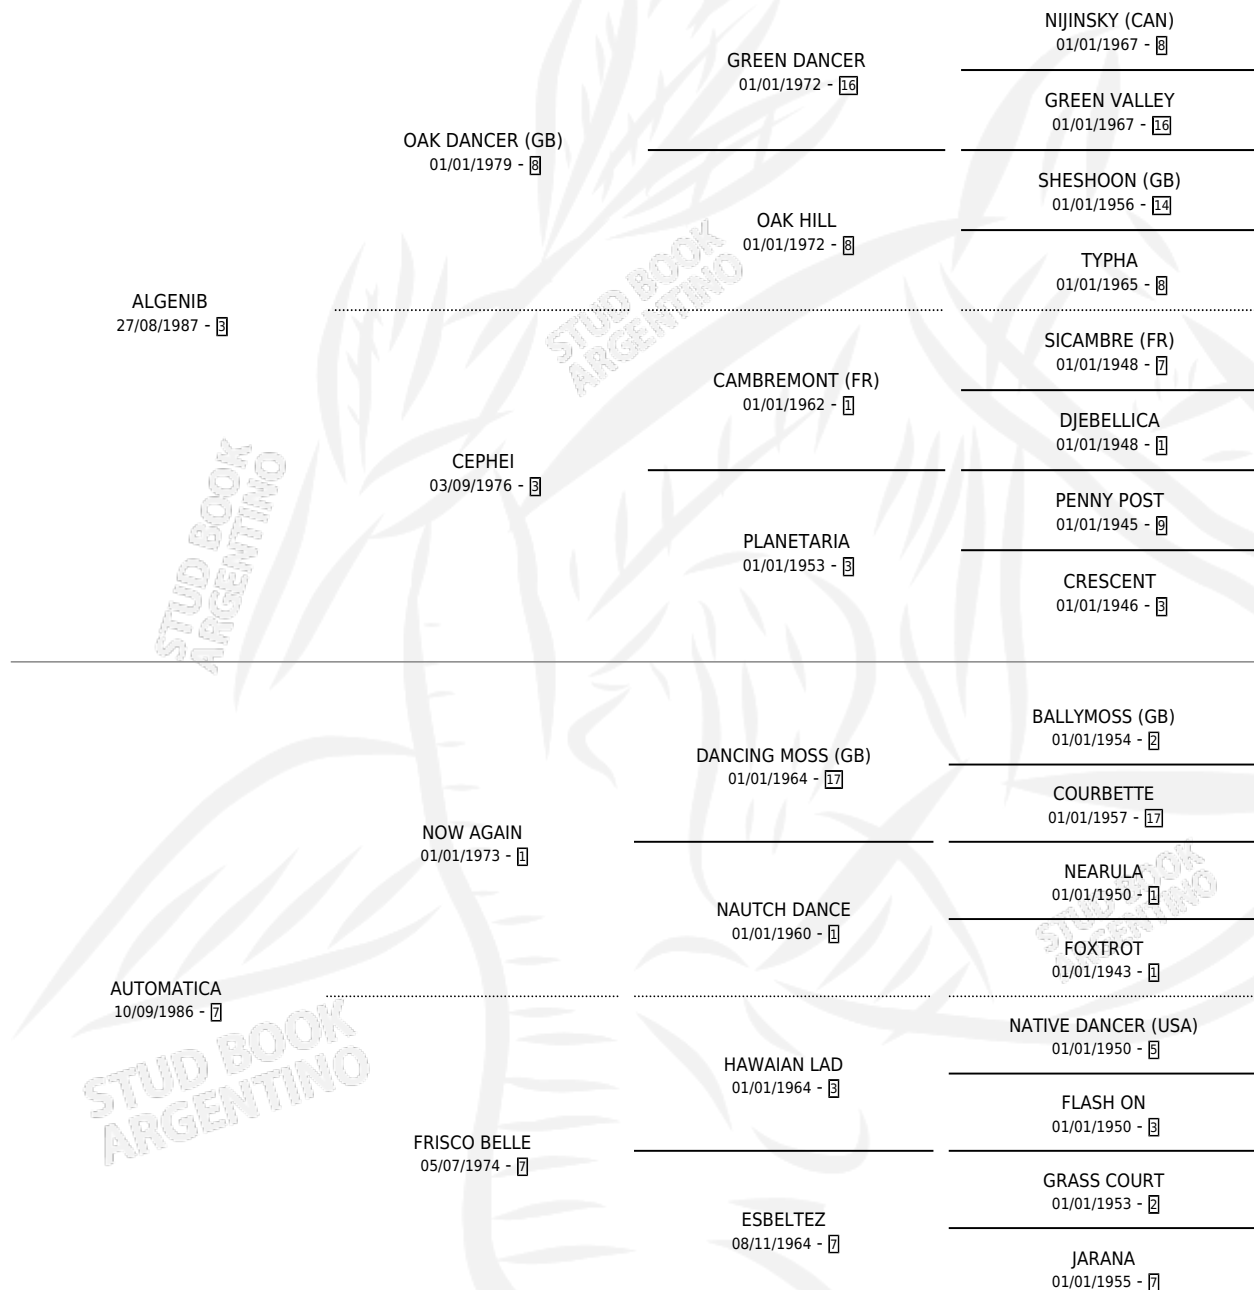 NIJINSKY (CAN)
01/01/1967 - 8
GREEN DANCER
01/01/1972 - 16
GREEN VALLEY
01/01/1967 - 16
OAK DANCER (GB)
01/01/1979 - 8
SHESHOON (GB)
01/01/1956 - 14
OAK HILL
01/01/1972 - 8
TYPHA
01/01/1965 - 8
STUD BOOK
ARGENTINO
ALGENIB
27/08/1987 - 3
SICAMBRE (FR)
01/01/1948 - 7
CAMBREMONT (FR)
01/01/1962 - 1
DJEBELLICA
01/01/1948 - 1
CEPHEI
03/09/1976 - 3
PENNY POST
01/01/1945 - 9
PLANETARIA
01/01/1953 - 3
CRESCENT
01/01/1946 - 3
STUD BOOK
ARGENTINO
BALLYMOSS (GB)
01/01/1954 - 2
DANCING MOSS (GB)
01/01/1964 - 17
COURBETTE
01/01/1957 - 17
NOW AGAIN
01/01/1973 - 1
NEARULA
01/01/1950 - 1
NAUTCH DANCE
01/01/1960 - 1
FOXTROT
01/01/1943 - 1
STUD BOOK
ARGENTINO
AUTOMATICA
10/09/1986 - 7
NATIVE DANCER (USA)
01/01/1950 - 5
HAWAIAN LAD
01/01/1964 - 3
FLASH ON
01/01/1950 - 3
STUD BOOK
ARGENTINO
FRISCO BELLE
05/07/1974 - 7
GRASS COURT
01/01/1953 - 2
ESBELTEZ
08/11/1964 - 7
JARANA
01/01/1955 - 7